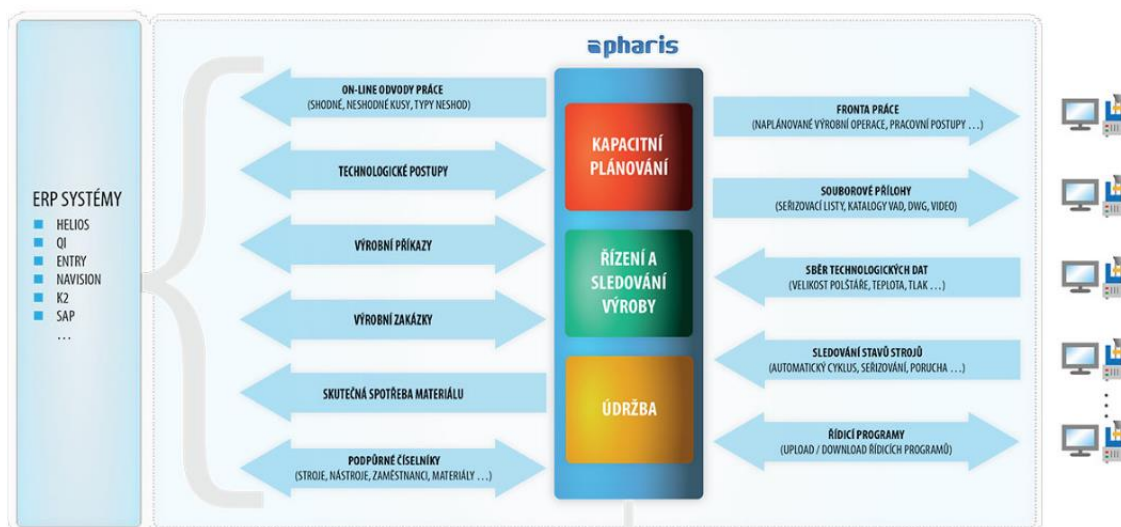 pharis
ERP SYSTÉMY
HELIOS
QI
ENTRY
NAVISION
K2
SAP
...
ON-LINE ODVODY PRÁCE
(SHODNÉ, NESHODNÉ KUSY, TYPY NESHOD)
TECHNOLOGICKÉ POSTUPY
VÝROBNÍ PŘÍKAZY
VÝROBNÍ ZAKÁZKY
SKUTEČNÁ SPOTŘEBA MATERIÁLU
PODPŮRNÉ ČÍSELNÍKY
(STROJE, NÁSTROJE, ZAMĚSTNANCI, MATERIÁLY ...)
KAPACITNÍ
PLÁNOVÁNÍ
ŘÍZENÍ A
SLEDOVÁNÍ
VÝROBY
ÚDRŽBA
FRONTA PRÁCE
(NAPLÁNOVANÉ VÝROBNÍ OPERACE, PRACOVNÍ POSTUPY ...)
SOUBOROVÉ PŘÍLOHY
(SEŘIZOVACÍ LISTY, KATALOGY VAD, DWG, VIDEO)
SBĚR TECHNOLOGICKÝCH DAT
(VELIKOST POLŠTÁŘE, TEPLOTA, TLAK ...)
SLEDOVÁNÍ STAVŮ STROJŮ
(AUTOMATICKÝ CYKLUS, SEŘIZOVÁNÍ, PORUCHA ...)
ŘÍDICÍ PROGRAMY
(UPLOAD / DOWNLOAD ŘÍDICÍCH PROGRAMŮ)